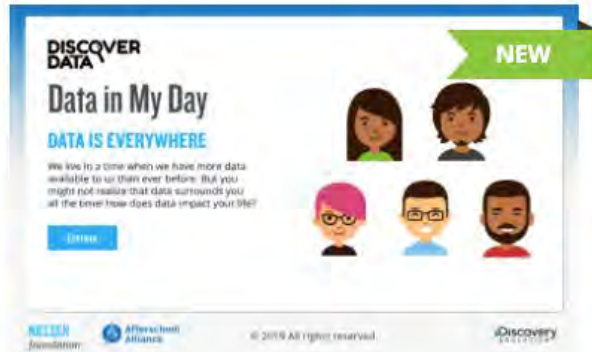 DISCOVER
DATA
NEW
Data in My Day
DATA IS EVERYWHERE
We live in a time when we have more data
available to us than ever before. But you
might not realize that data surrounds you
all the time! How does data impact your life?
foundation
Afterschool
Alliance
© 2019 All rights reserved
Discovery
EDUCATION